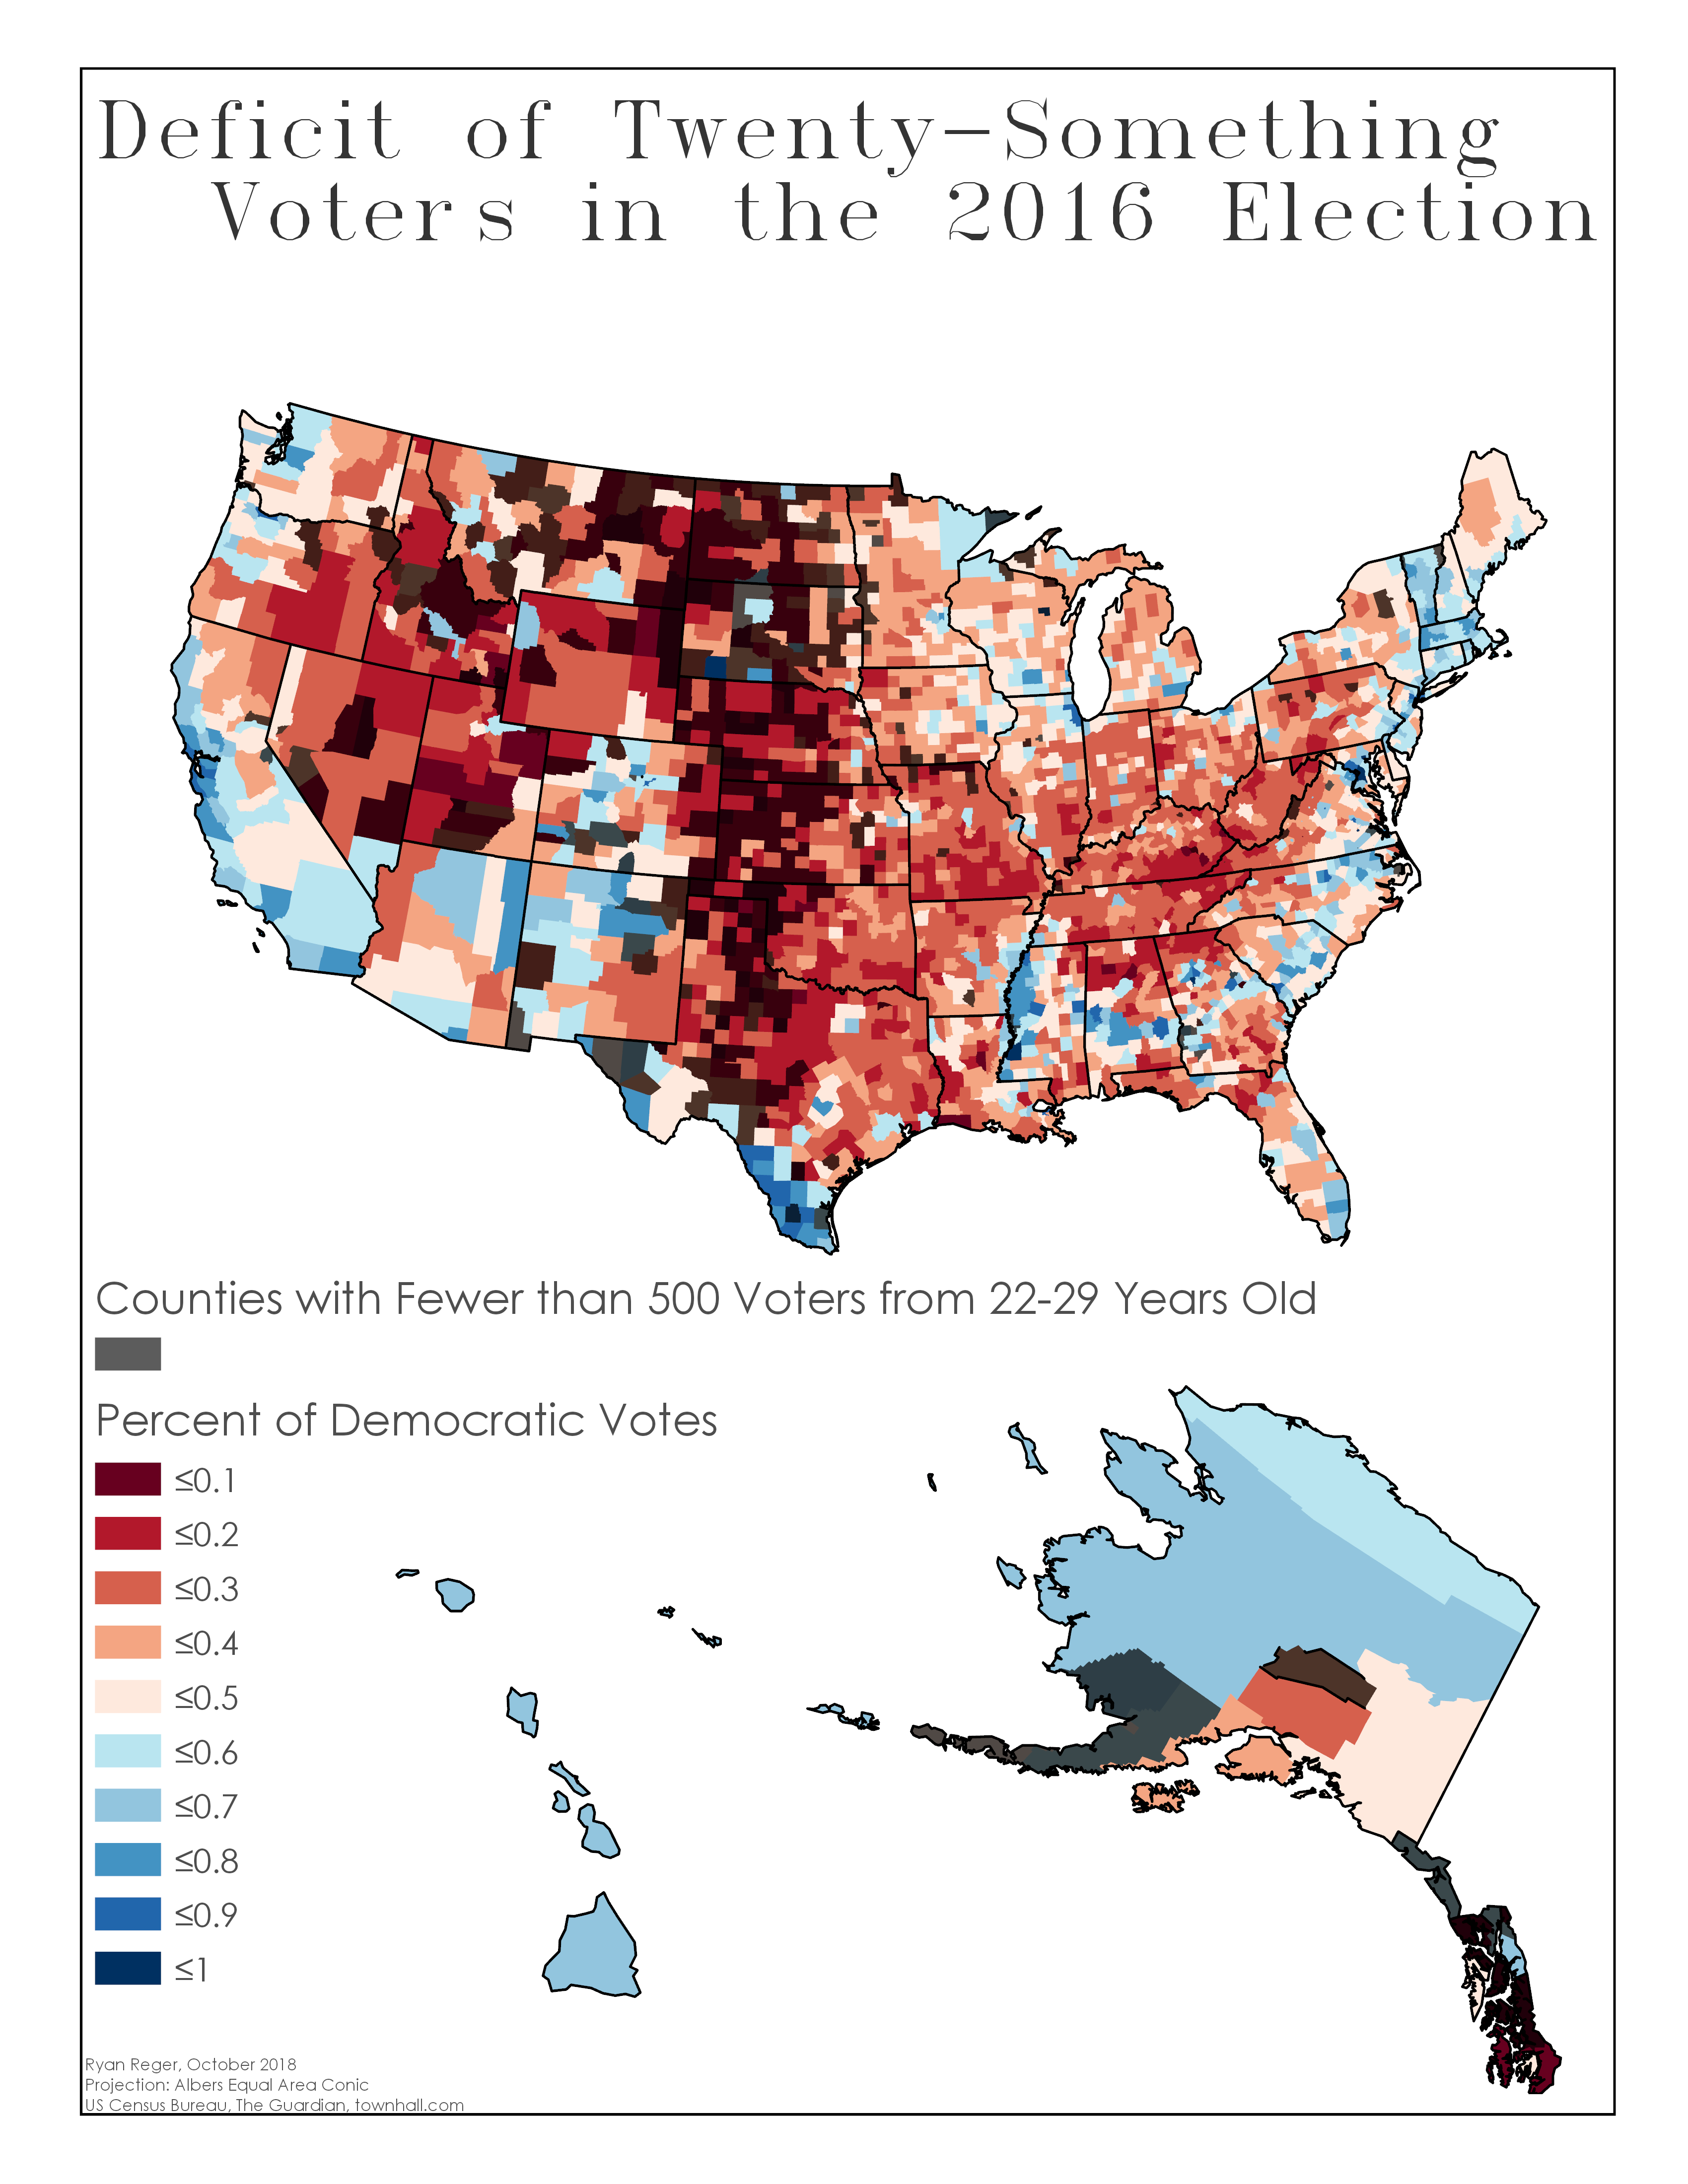 Deficit of Twenty-Something
Voters in the 2016 Election
Counties with Fewer than 500 Voters from 22-29 Years Old
Percent of Democratic Votes
≤0.1
≤0.2
≤0.3
≤0.4
≤0.5
≤0.6
≤0.7
≤0.8
≤0.9
≤1
Ryan Reger, October 2018
Projection: Albers Equal Area Conic
US Census Bureau, The Guardian, townhall.com